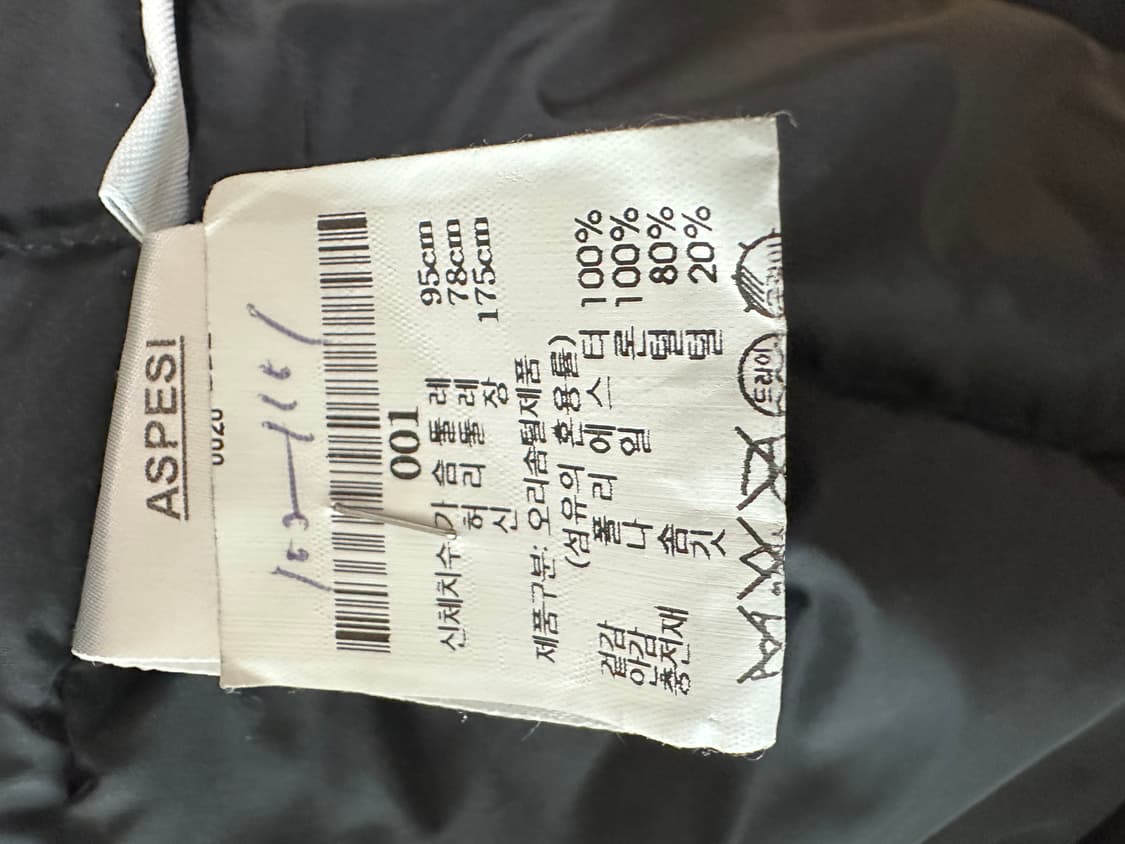 ASPESI
001
신체치수: 가 슴 둘 레 95cm
허 리 둘 레 78cm
신 장 175cm
제품구분: 오리솜털제품
(섬유의 혼용률)
겉감 폴 리 에 스 터 100%
안감 나 일 론 100%
충전재 솜 털 80%
깃 털 20%
드라이